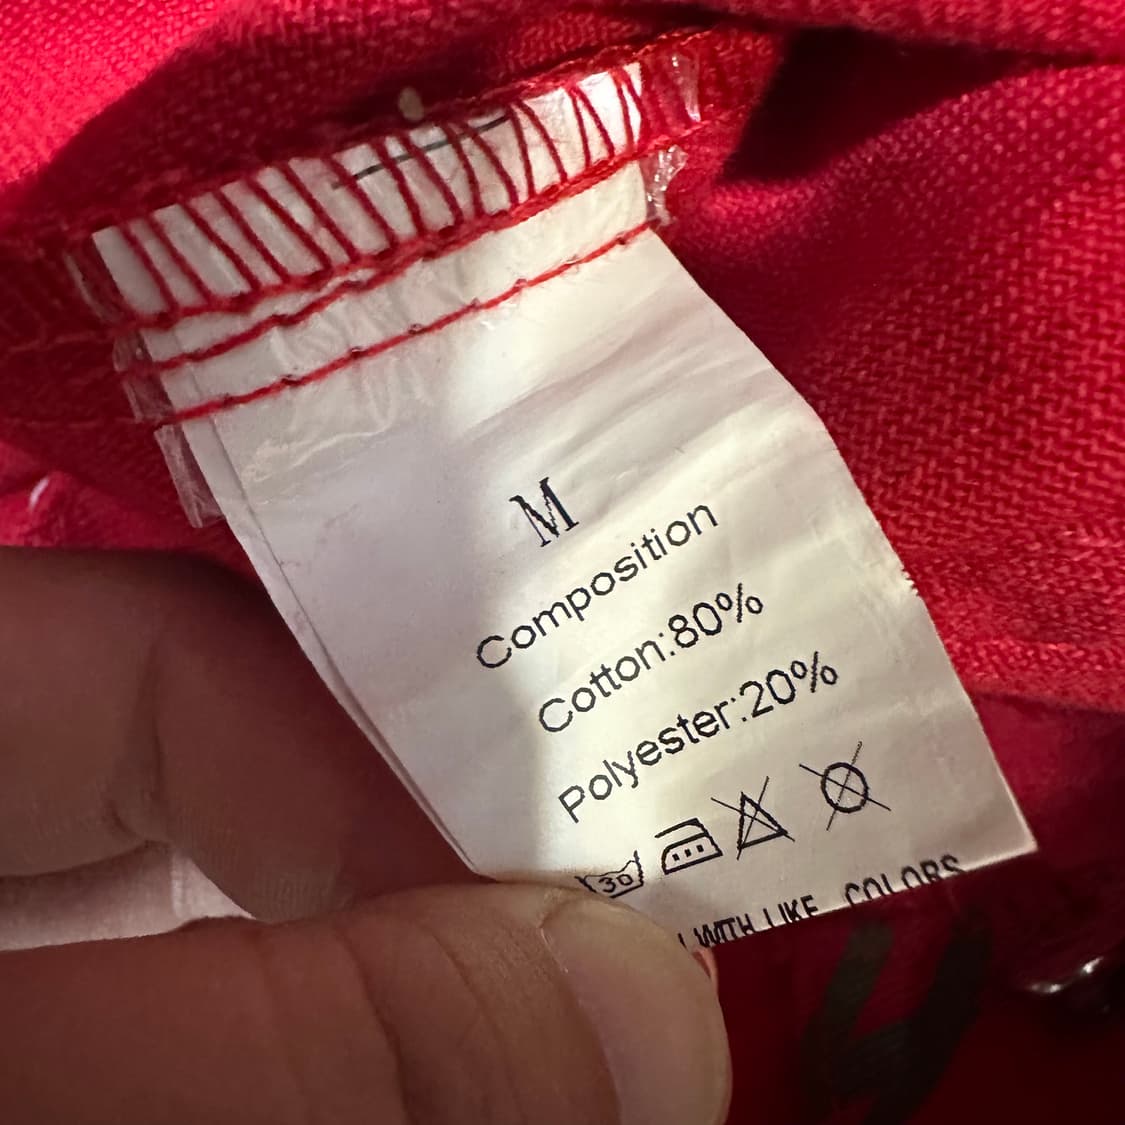 M
Composition
Cotton:80%
Polyester:20%
30
WITH LIKE COLORS